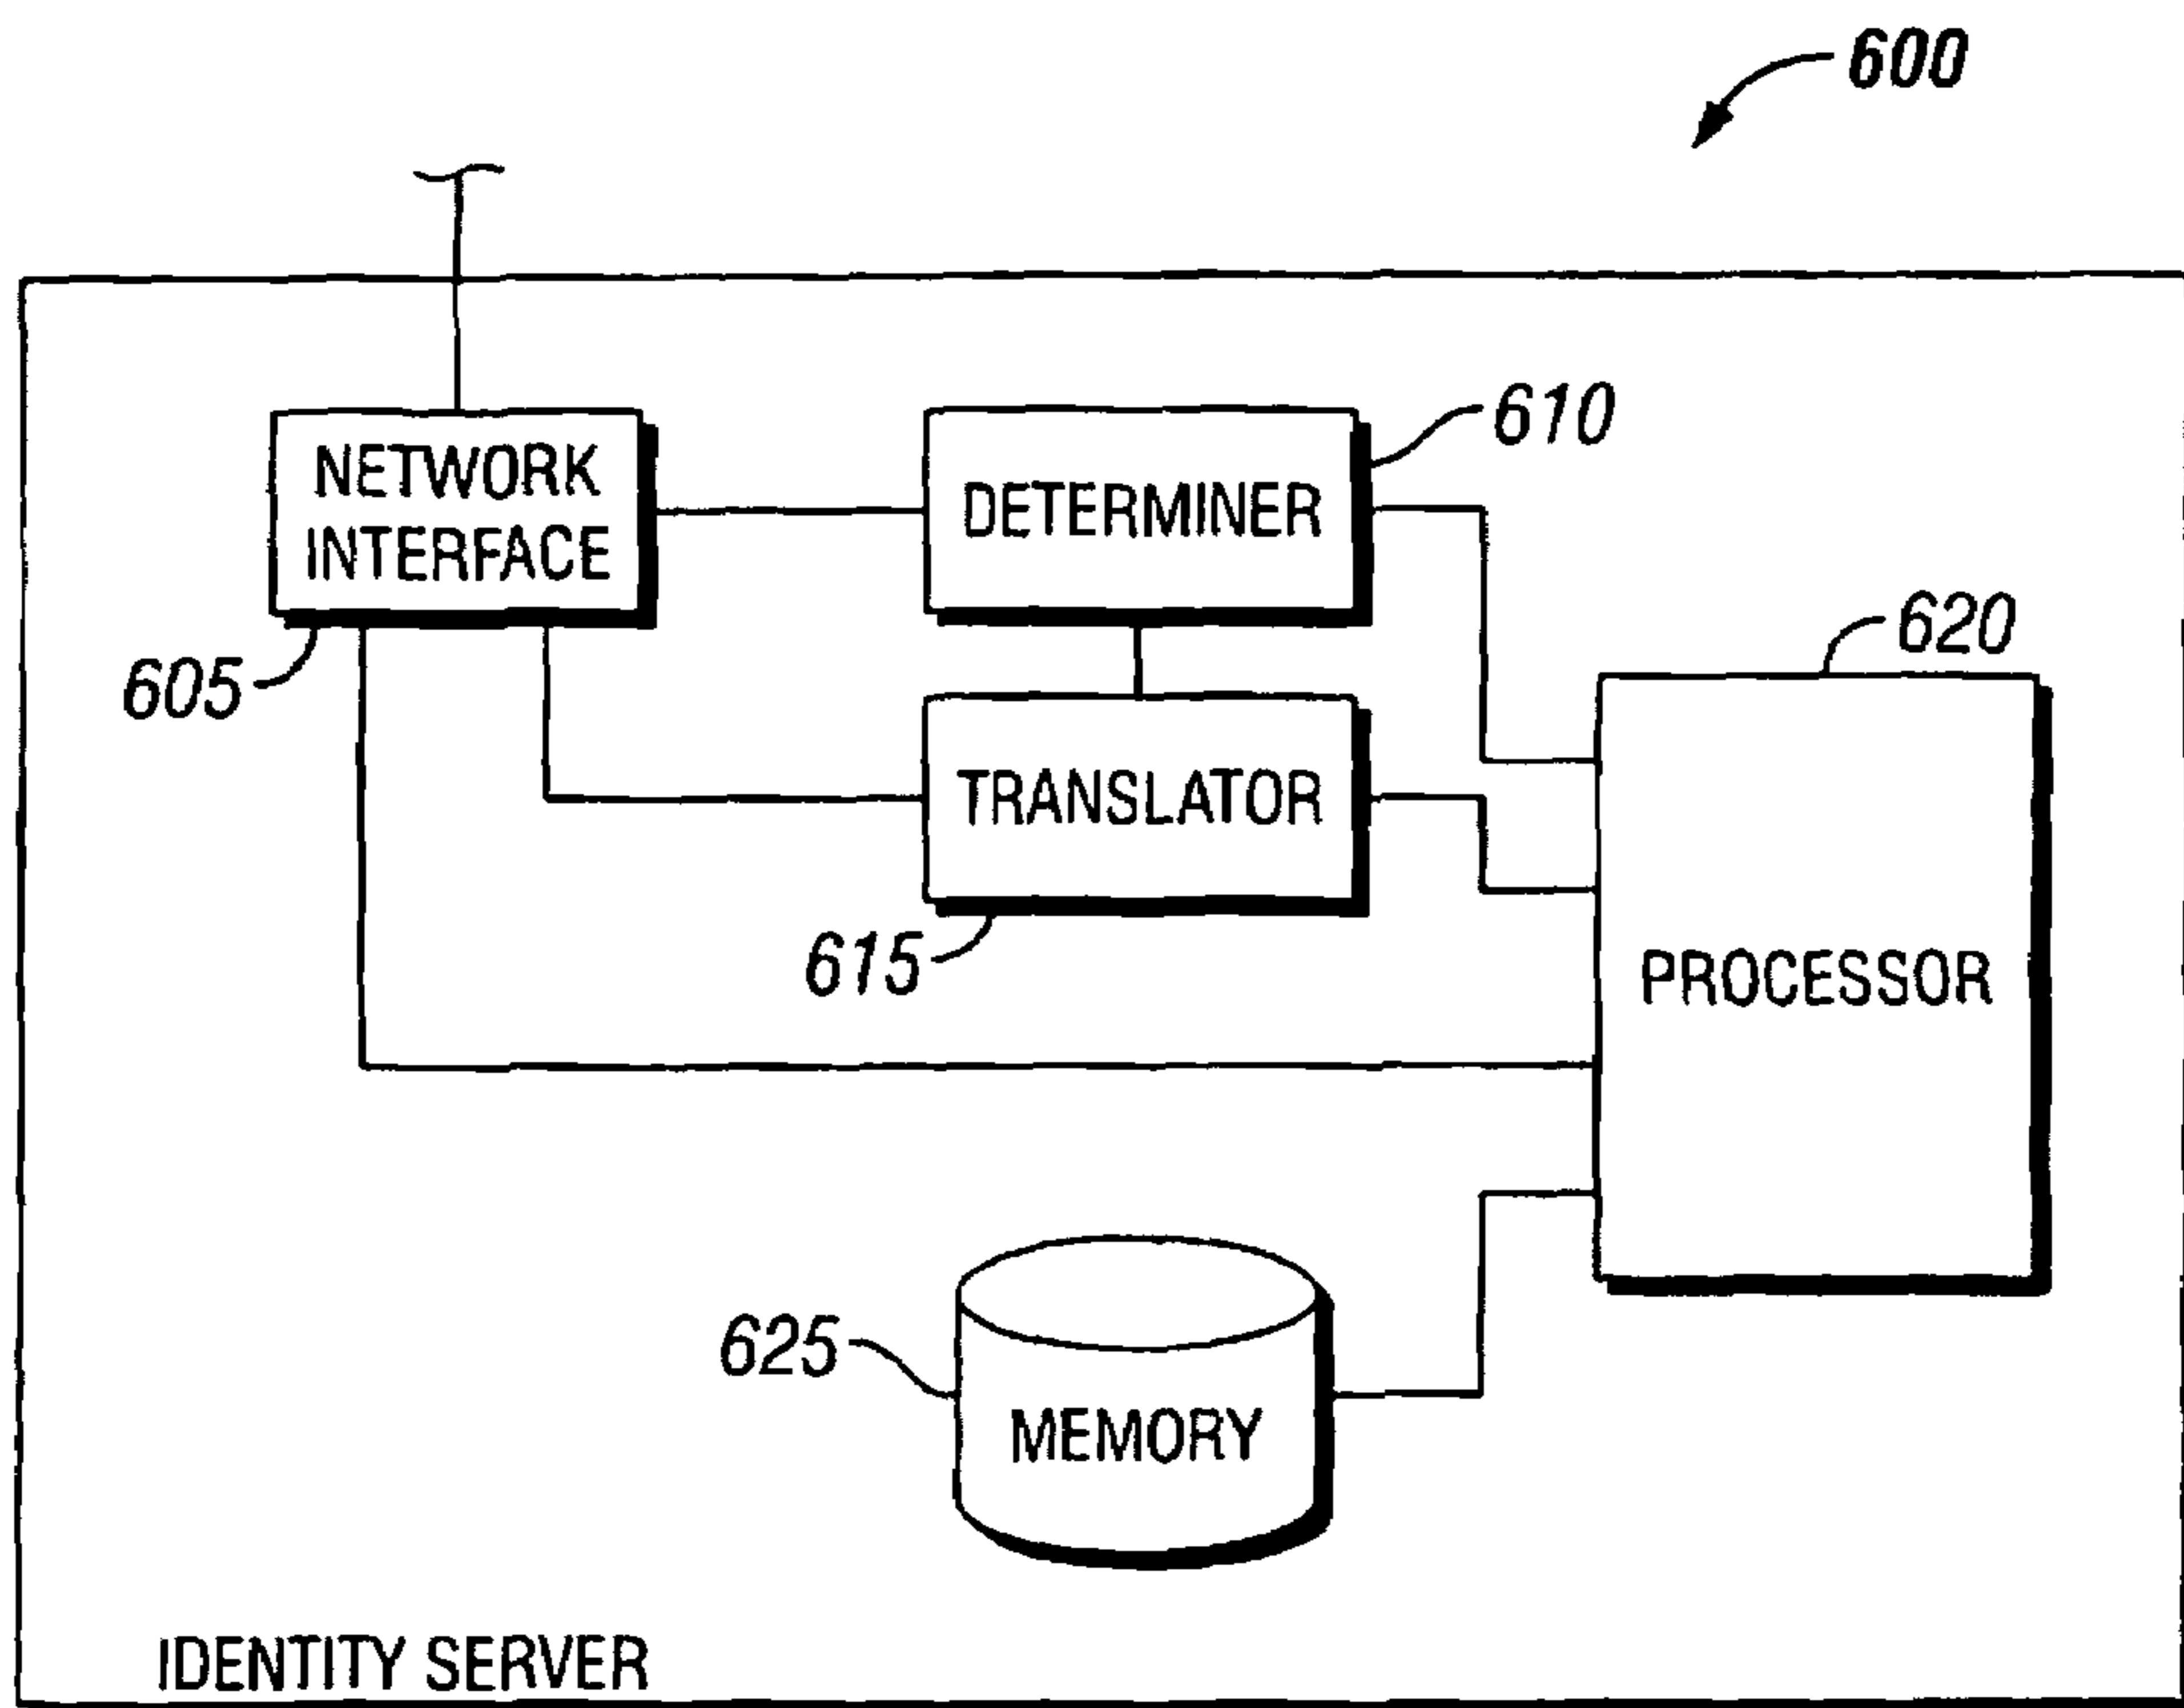 600
NETWORK
INTERFACE
605
DETERMINER
610
TRANSLATOR
615
620
PROCESSOR
625
MEMORY
IDENTITY SERVER